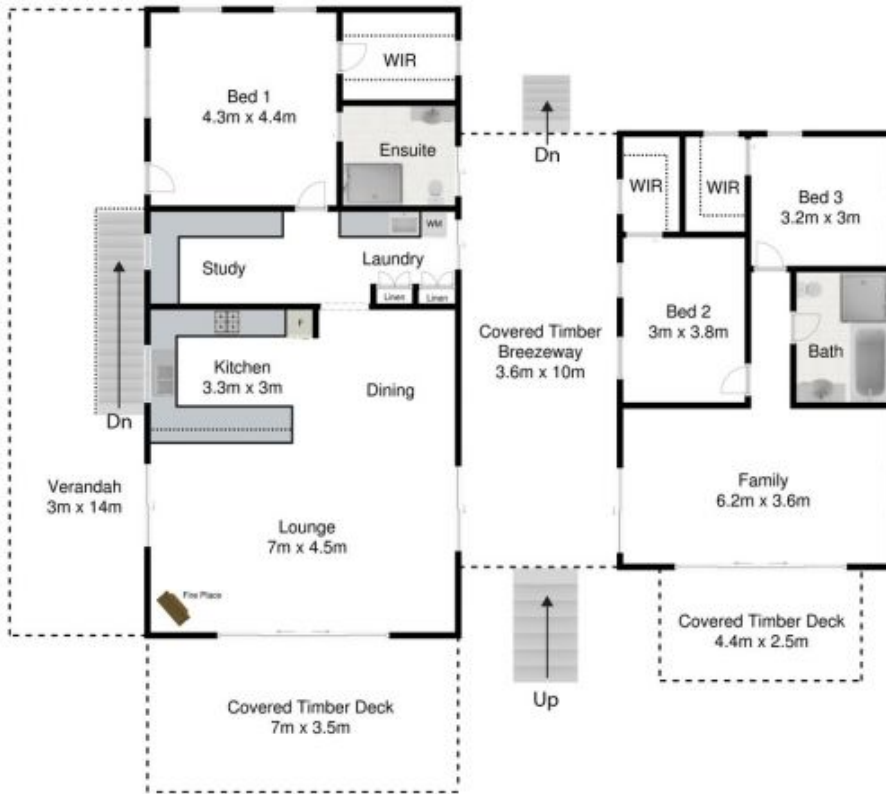 WIR
Bed 1
4.3m x 4.4m
Ensuite
Dn
WIR
WIR
Bed 3
3.2m x 3m
WM
Laundry
Study
Linen
Linen
Bed 2
3m x 3.8m
Covered Timber
Breezeway
3.6m x 10m
F
Kitchen
3.3m x 3m
Dining
Bath
Dn
Verandah
3m x 14m
Family
6.2m x 3.6m
Lounge
7m x 4.5m
Fire Place
Covered Timber Deck
4.4m x 2.5m
Up
Covered Timber Deck
7m x 3.5m